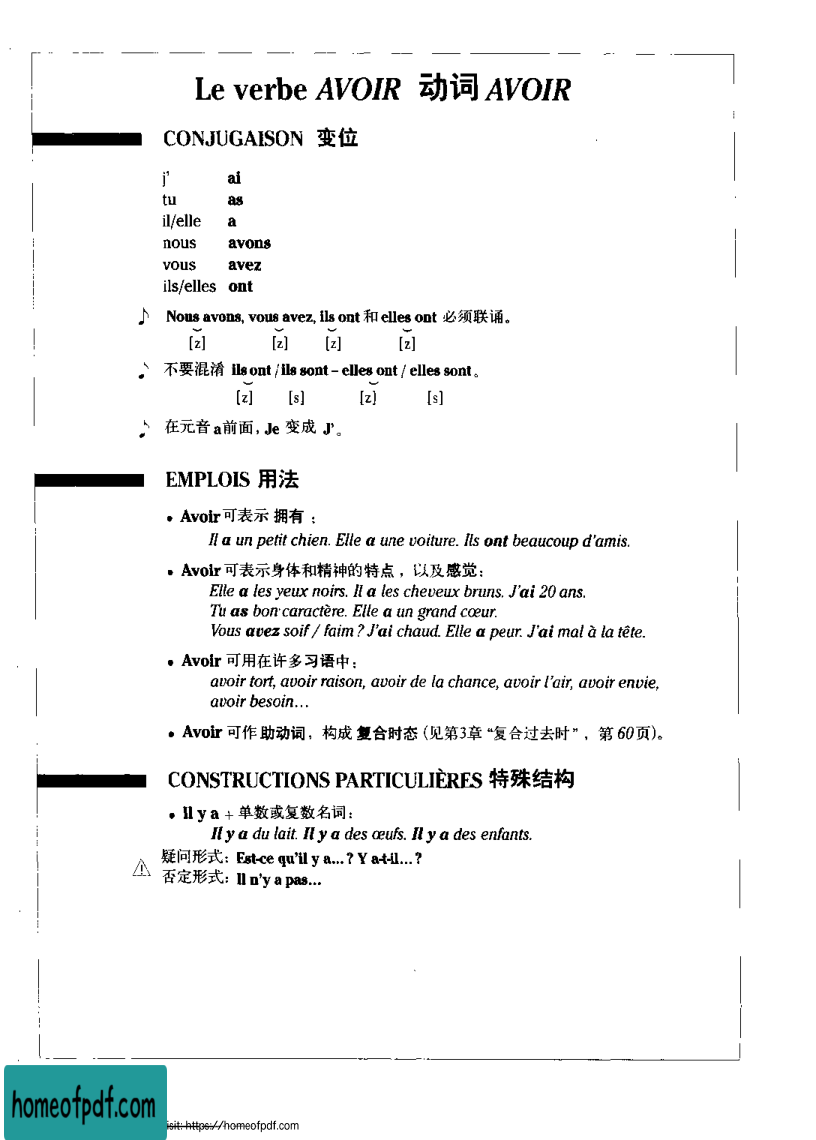 Le verbe AVOIR 动词 AVOIR
CONJUGAISON 变位
j' ai
tu as
il/elle a
nous avons
vous avez
ils/elles ont
♪ Nous avons, vous avez, ils ont 和 elles ont 必须联诵。
[z] [z] [z] [z]
♪ 不要混淆 ils ont / ils sont – elles ont / elles sont。
[z] [s] [z] [s]
♪ 在元音a前面, Je 变成 J'。
EMPLOIS 用法
• Avoir 可表示 拥有:
Il a un petit chien. Elle a une voiture. Ils ont beaucoup d'amis.
• Avoir 可表示身体和精神的特点,以及感觉:
Elle a les yeux noirs. Il a les cheveux bruns. J'ai 20 ans.
Tu as bon caractère. Elle a un grand cœur.
Vous avez soif / faim ? J'ai chaud. Elle a peur. J'ai mal à la tête.
• Avoir 可用在许多习语中:
avoir tort, avoir raison, avoir de la chance, avoir l'air, avoir envie,
avoir besoin...
• Avoir 可作助动词, 构成复合时态 (见第3章 “复合过去时”, 第 60页)。
CONSTRUCTIONS PARTICULIÈRES 特殊结构
• Il y a + 单数或复数名词:
Il y a du lait. Il y a des œufs. Il y a des enfants.
疑问形式: Est-ce qu'il y a... ? Y a-t-il... ?
否定形式: Il n'y a pas...
homeofpdf.com
isit: https://homeofpdf.com